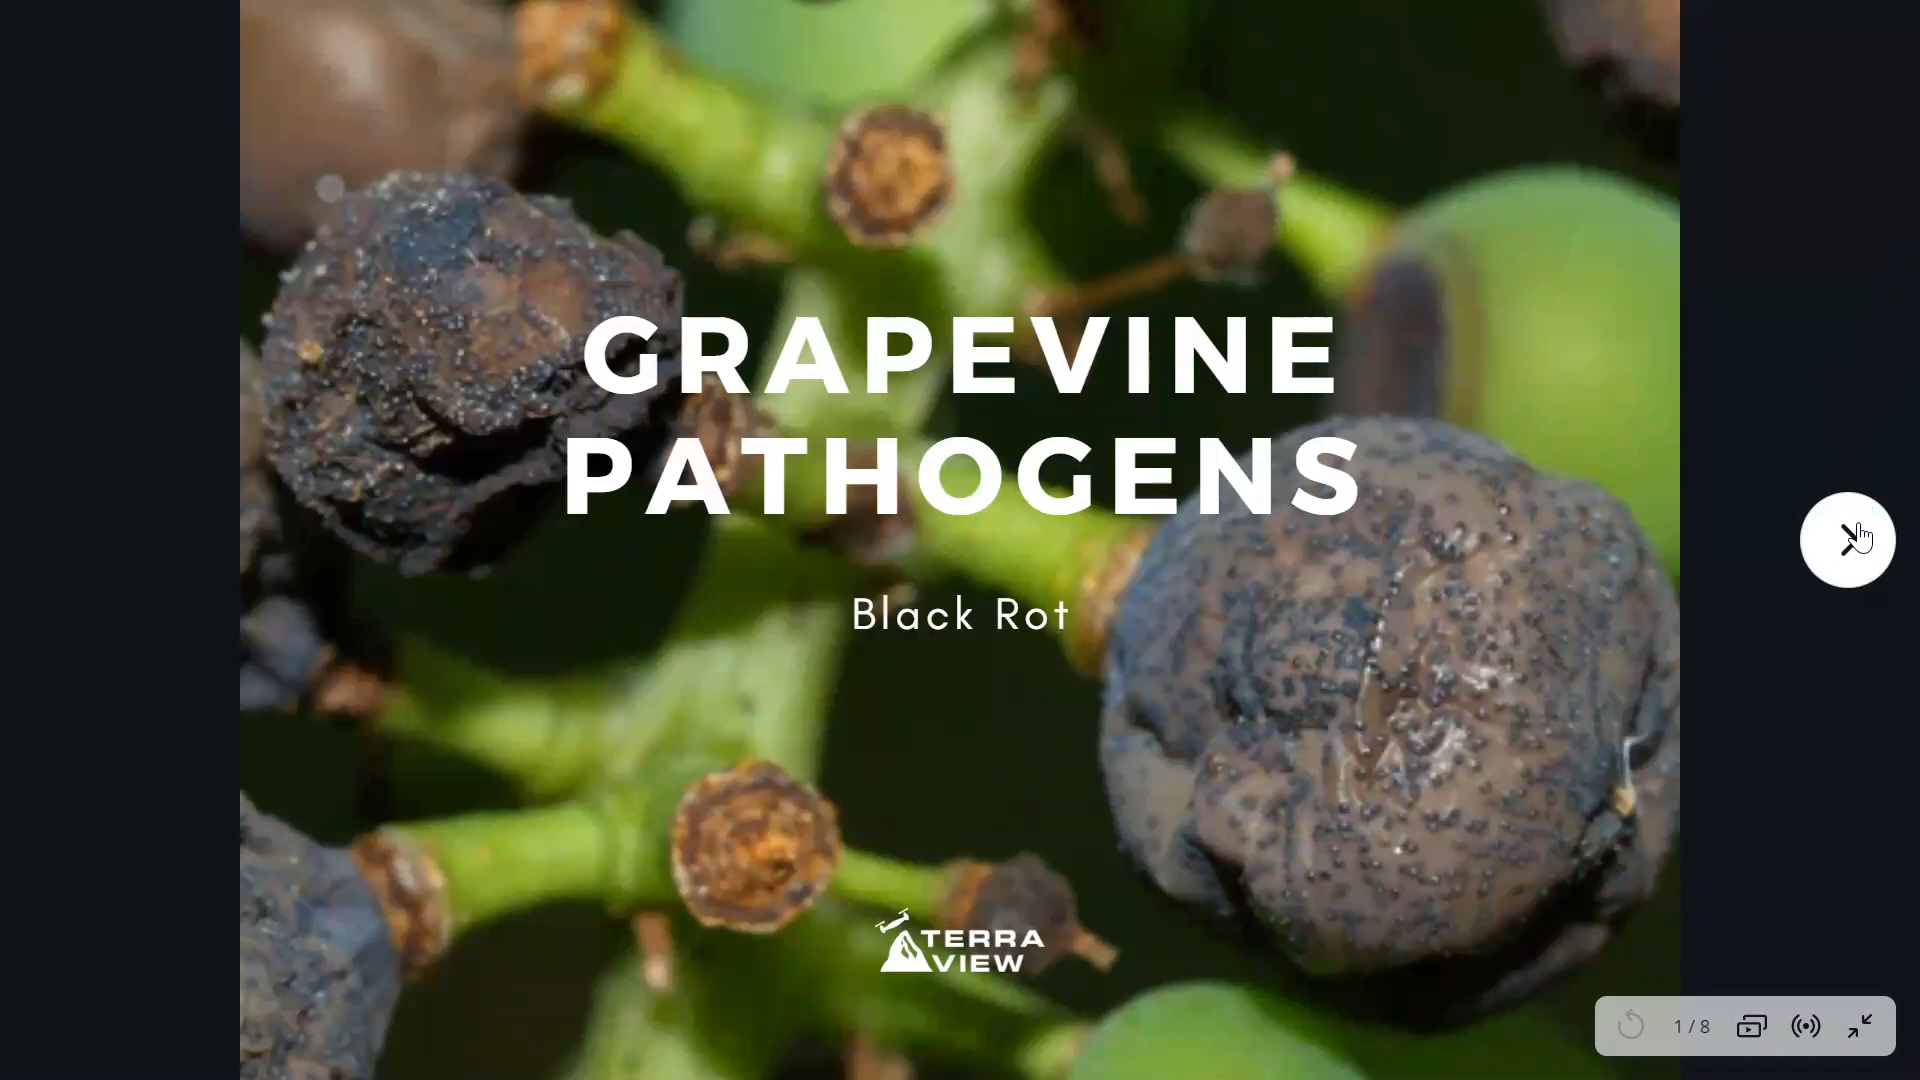 GRAPEVINE
PATHOGENS
Black Rot
TERRA
VIEW
1 / 8